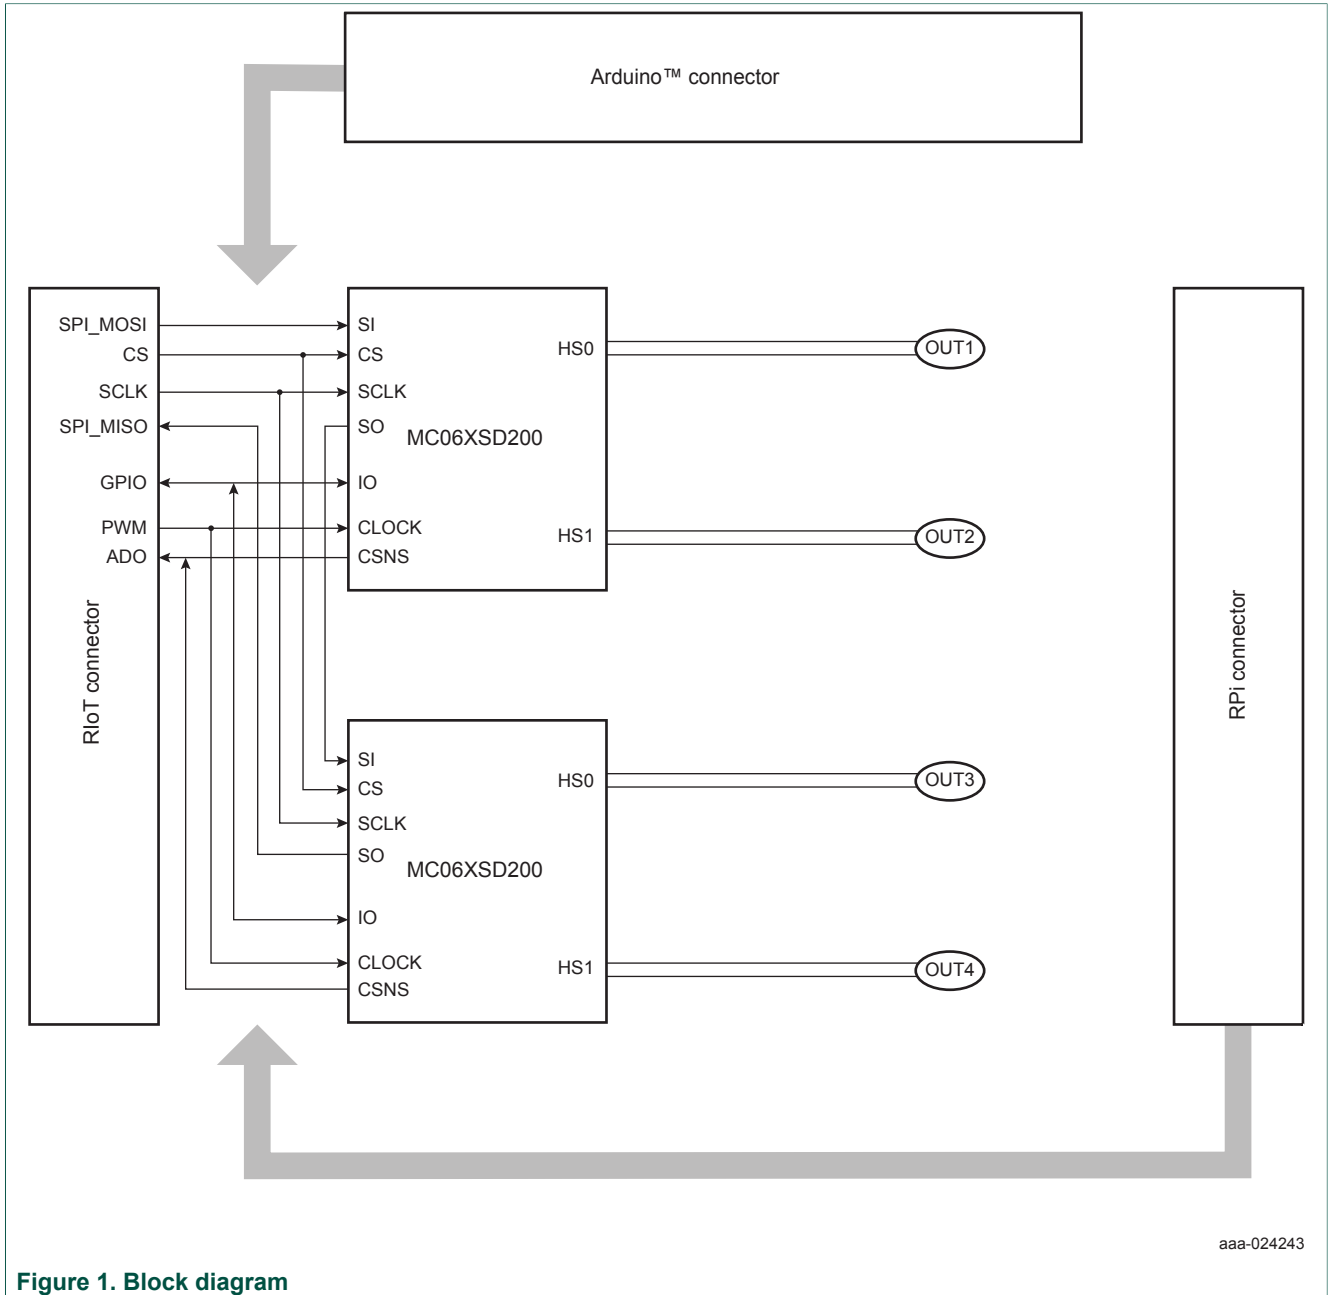 Arduino™ connector
SPI_MOSI
CS
SCLK
SPI_MISO
GPIO
PWM
ADO
RIoT connector
SI
CS
SCLK
SO
IO
CLOCK
CSNS
MC06XSD200
HS0
HS1
OUT1
OUT2
SI
CS
SCLK
SO
IO
CLOCK
CSNS
MC06XSD200
HS0
HS1
OUT3
OUT4
RPi connector
aaa-024243
Figure 1. Block diagram